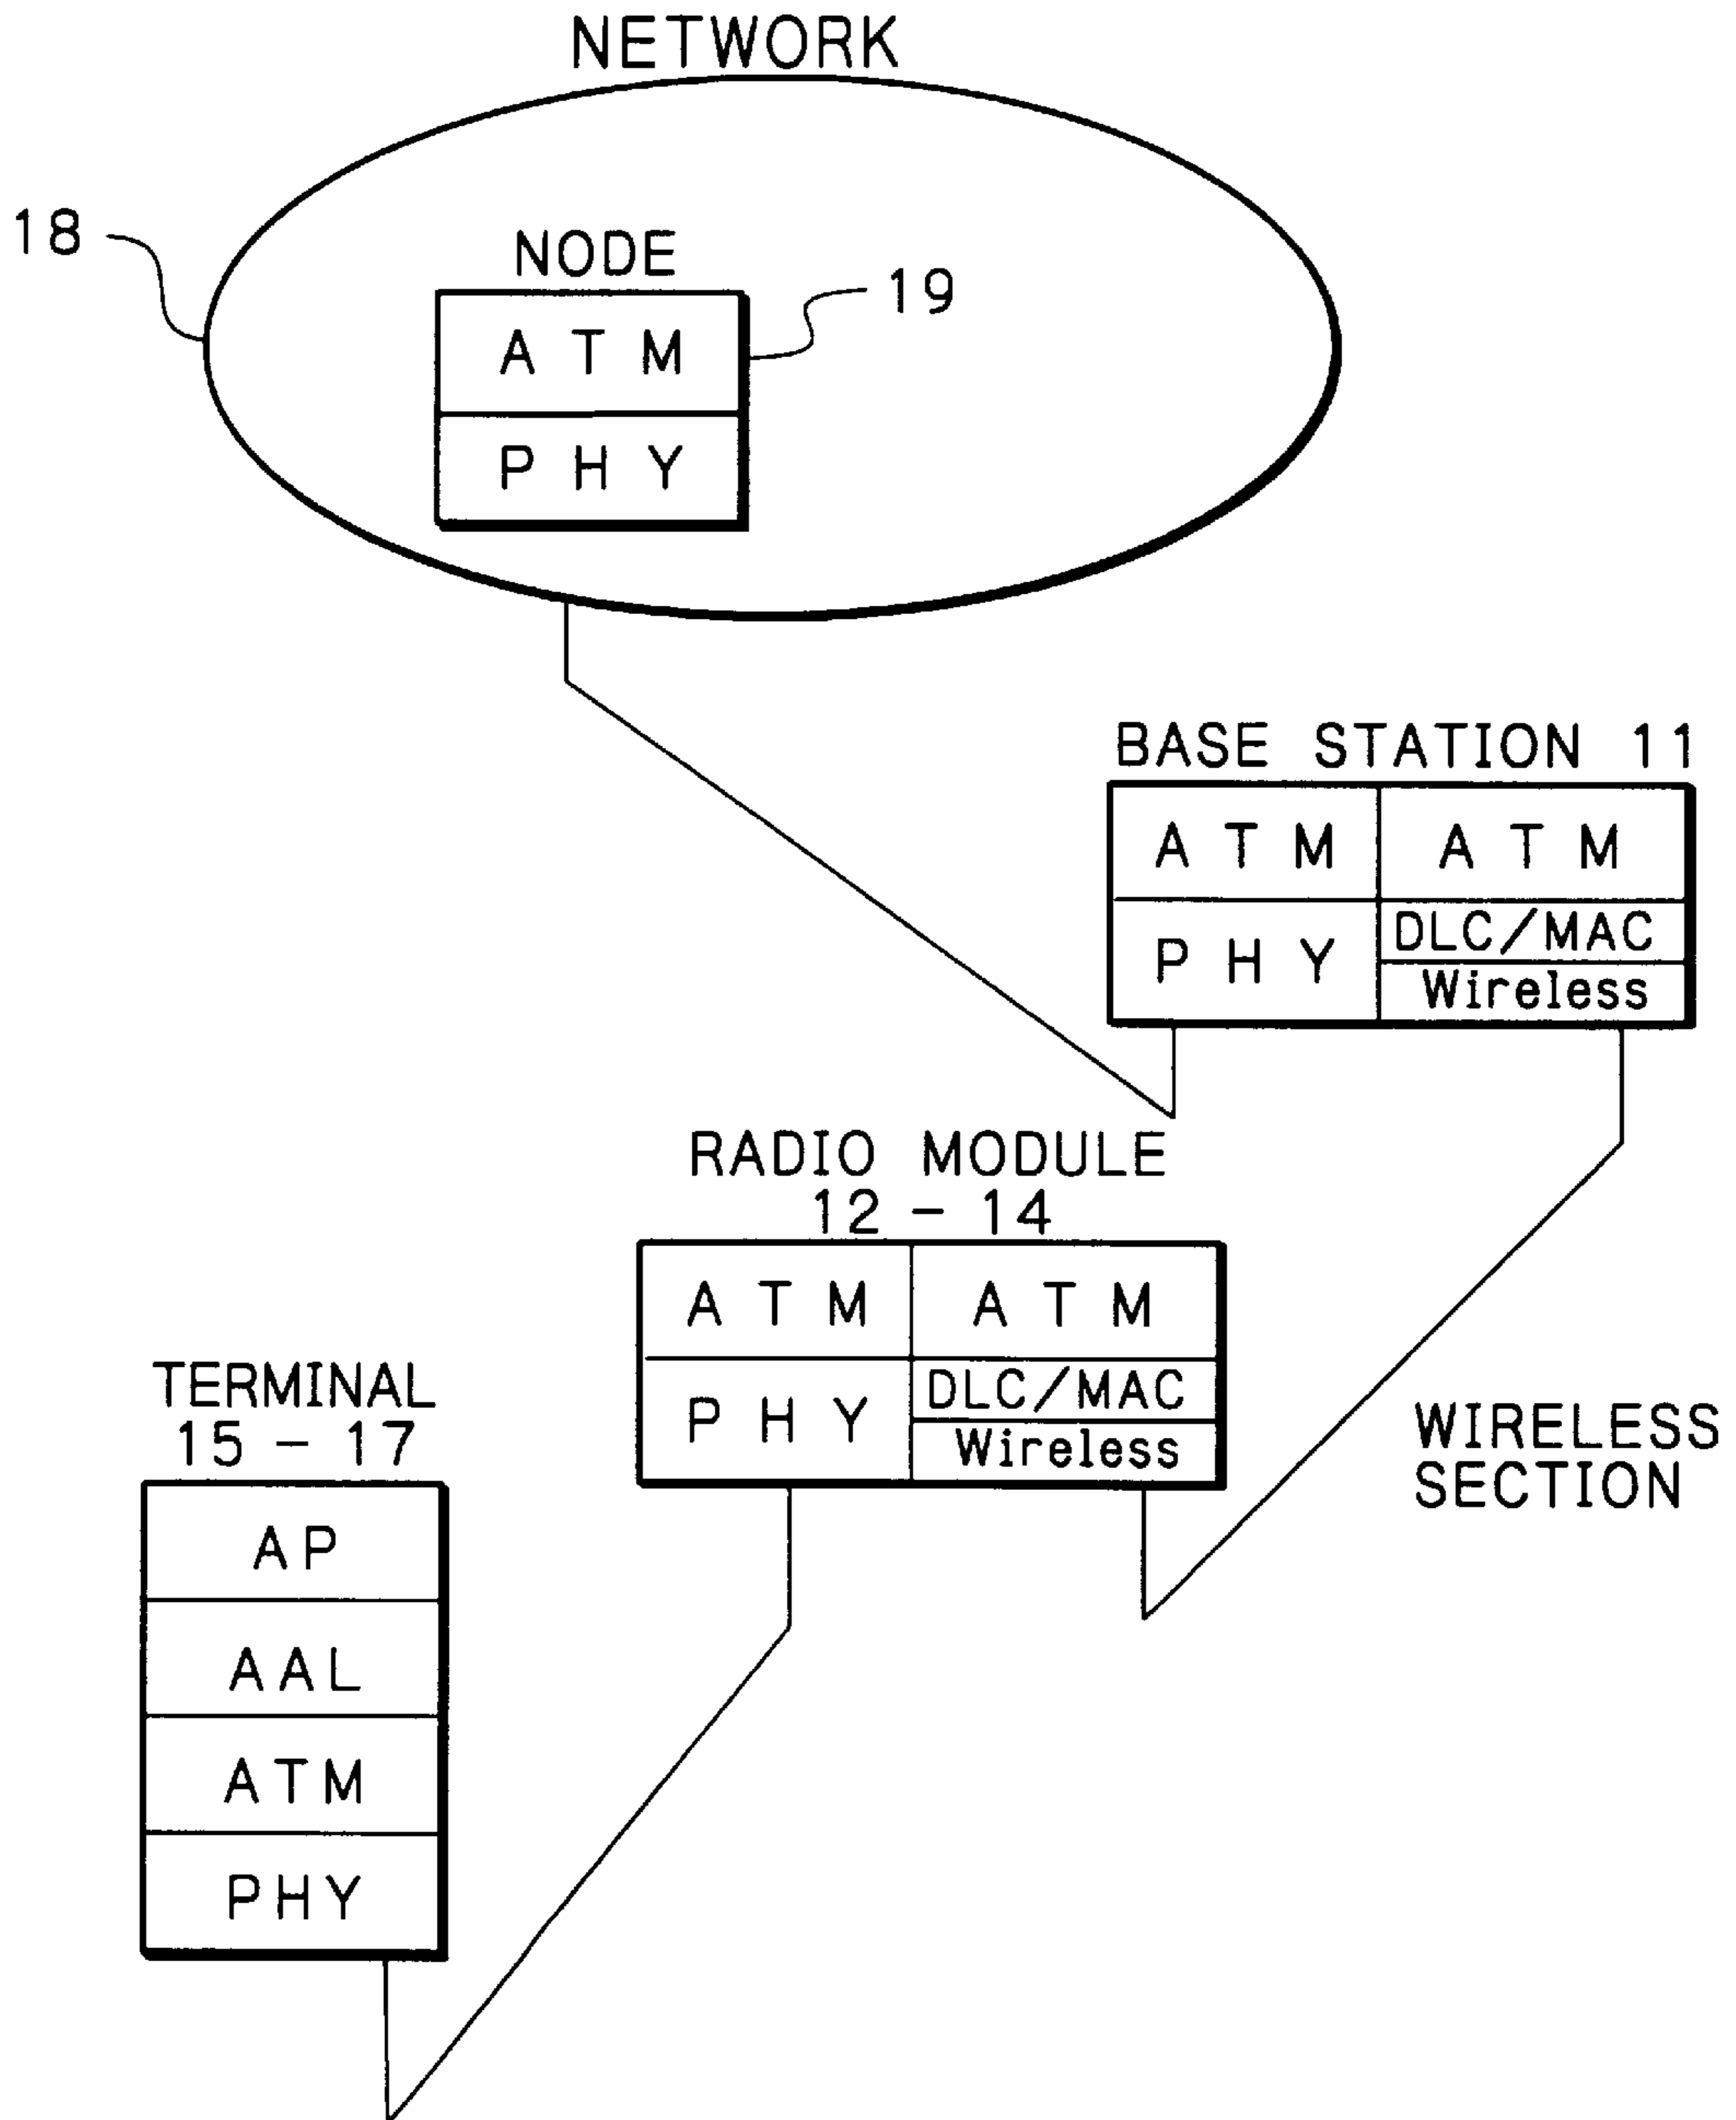 NETWORK
18
NODE
19
ATM
PHY
BASE STATION 11
ATM ATM
PHY DLC/MAC
Wireless
RADIO MODULE
12 - 14
ATM ATM
PHY DLC/MAC
Wireless
TERMINAL
15 - 17
WIRELESS
SECTION
AP
AAL
ATM
PHY